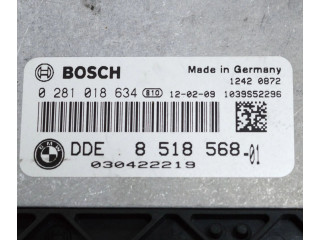 BOSCH Made in Germany
1242 0872
0 281 018 634 810 12-02-09 1039S52296
BMW
DDE 8 518 568-01
030422219